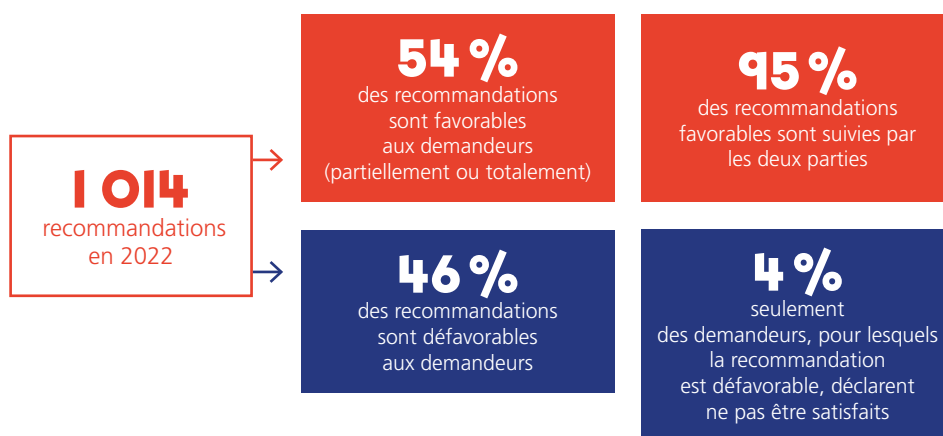 1 014
recommandations
en 2022
54 %
des recommandations
sont favorables
aux demandeurs
(partiellement ou totalement)
95 %
des recommandations
favorables sont suivies par
les deux parties
46 %
des recommandations
sont défavorables
aux demandeurs
4 %
seulement
des demandeurs, pour lesquels
la recommandation
est défavorable, déclarent
ne pas être satisfaits